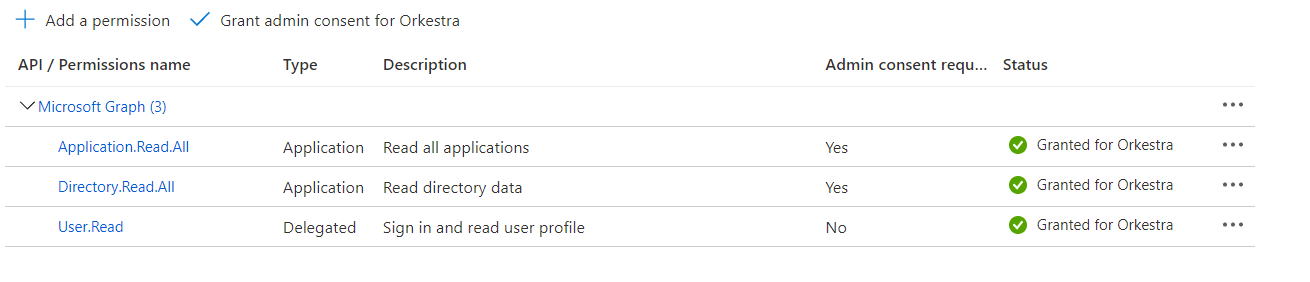 Add a permission Grant admin consent for Orkestra
API / Permissions name Type Description Admin consent requ... Status
Microsoft Graph (3)
Application.Read.All Application Read all applications Yes Granted for Orkestra
Directory.Read.All Application Read directory data Yes Granted for Orkestra
User.Read Delegated Sign in and read user profile No Granted for Orkestra